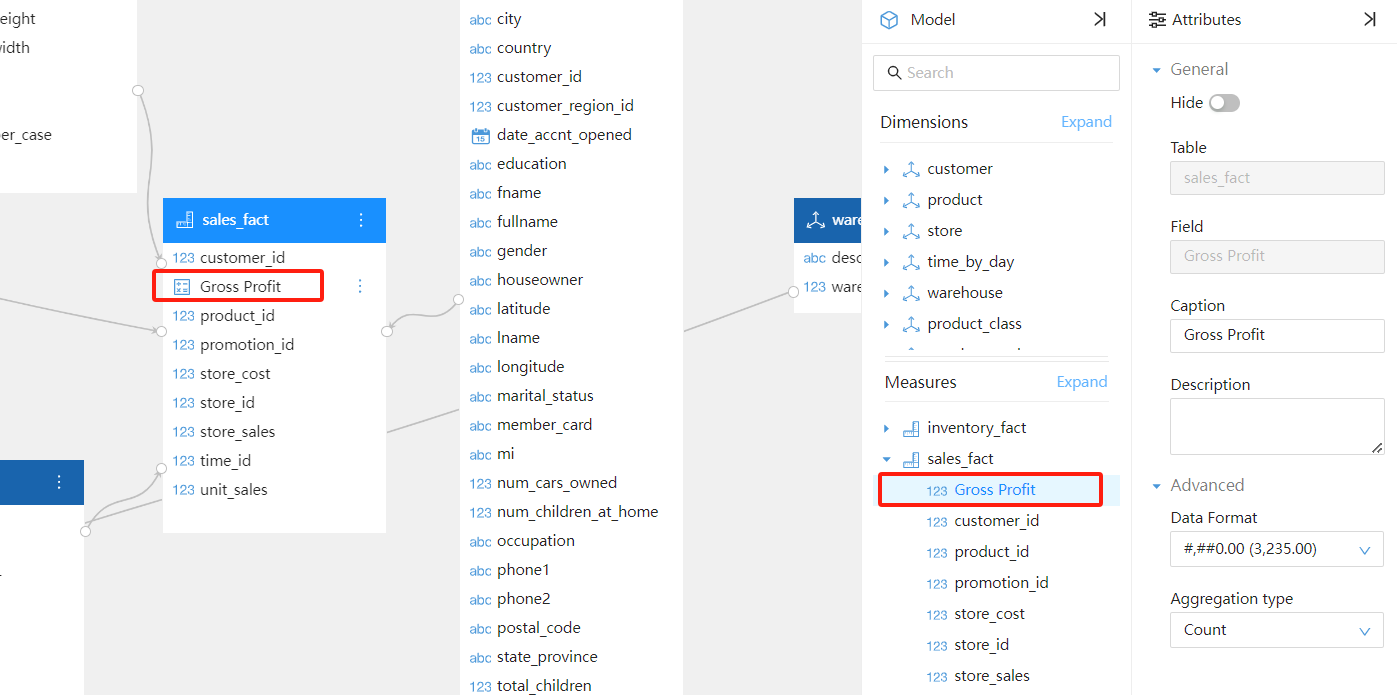 city
country
123 customer_id
123 customer_region_id
15 date_accnt_opened
abc education
abc fname
abc fullname
abc gender
abc houseowner
abc latitude
abc lname
abc longitude
abc marital_status
abc member_card
abc mi
123 num_cars_owned
123 num_children_at_home
abc occupation
abc phone1
abc phone2
abc postal_code
abc state_province
123 total_children
eight
er_case
sales_fact
123 customer_id
Gross Profit
123 product_id
123 promotion_id
123 store_cost
123 store_id
123 store_sales
123 time_id
123 unit_sales
ware
abc desc
123 ware
Model
Search
Dimensions Expand
customer
product
store
time_by_day
warehouse
product_class
Measures Expand
inventory_fact
sales_fact
123 Gross Profit
123 customer_id
123 product_id
123 promotion_id
123 store_cost
123 store_id
123 store_sales
Attributes
General
Hide
Table
sales_fact
Field
Gross Profit
Caption
Gross Profit
Description
Advanced
Data Format
#,##0.00 (3,235.00)
Aggregation type
Count